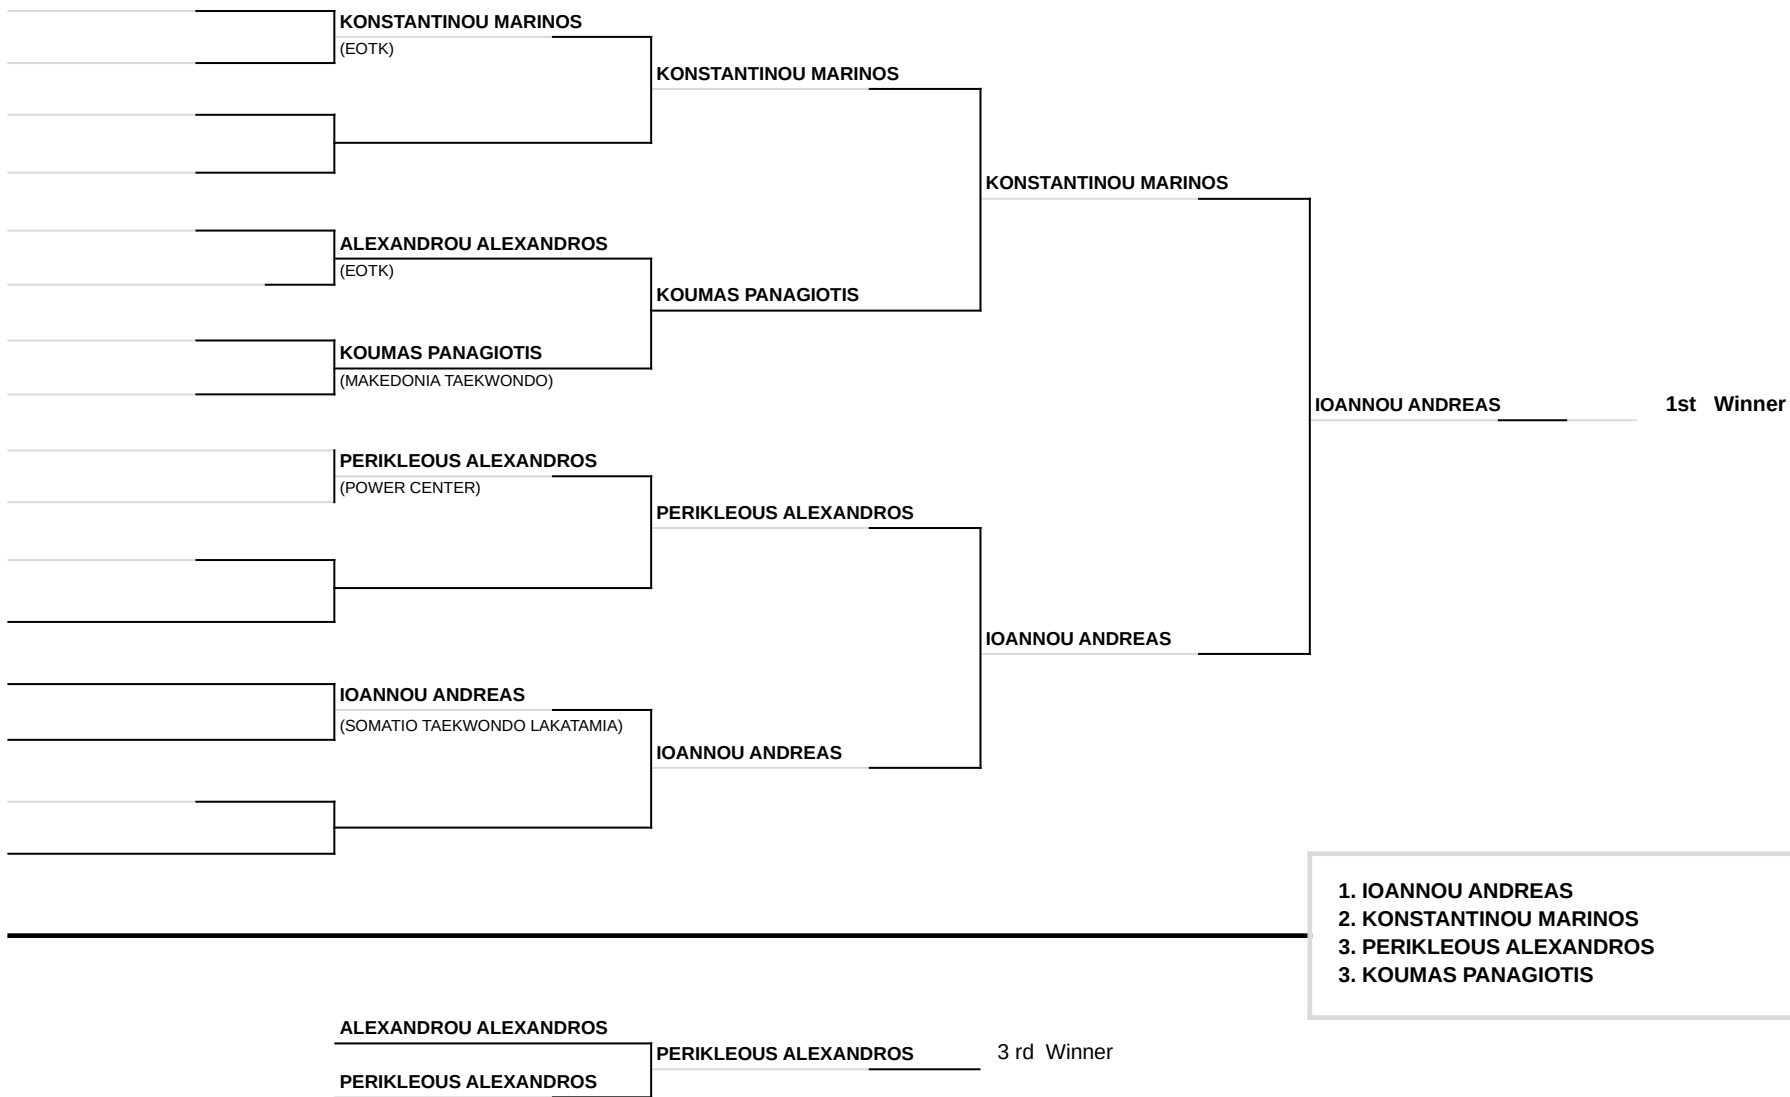 KONSTANTINOU MARINOS
(EOTK)
KONSTANTINOU MARINOS
KONSTANTINOU MARINOS
ALEXANDROU ALEXANDROS
(EOTK)
KOUMAS PANAGIOTIS
KOUMAS PANAGIOTIS
(MAKEDONIA TAEKWONDO)
IOANNOU ANDREAS 1st Winner
PERIKLEOUS ALEXANDROS
(POWER CENTER)
PERIKLEOUS ALEXANDROS
IOANNOU ANDREAS
IOANNOU ANDREAS
(SOMATIO TAEKWONDO LAKATAMIA)
IOANNOU ANDREAS
1. IOANNOU ANDREAS
2. KONSTANTINOU MARINOS
3. PERIKLEOUS ALEXANDROS
3. KOUMAS PANAGIOTIS
ALEXANDROU ALEXANDROS
PERIKLEOUS ALEXANDROS 3 rd Winner
PERIKLEOUS ALEXANDROS